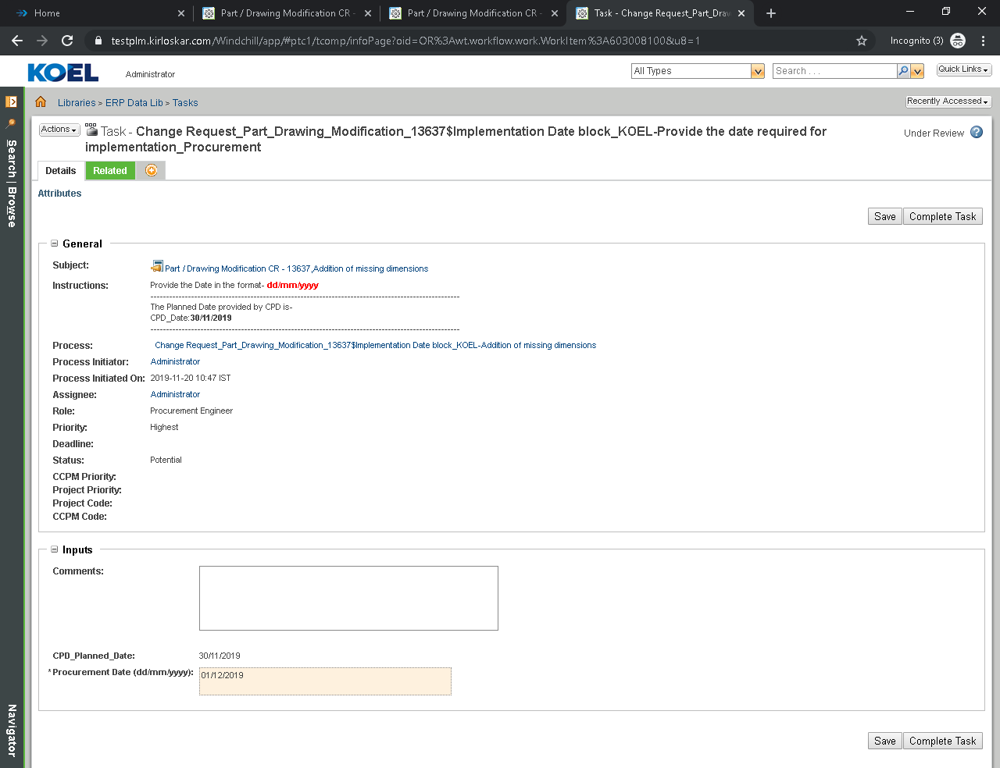 Home
Part / Drawing Modification CR -
Part / Drawing Modification CR -
Task - Change Request_Part_Draw
testplm.kirloskar.com/Windchill/app/#ptc1/tcomp/infoPage?oid=OR%3Awt.workflow.work.WorkItem%3A603008100&u8=1
Incognito (3)
KOEL
Administrator
All Types
Search . . .
Quick Links
Libraries > ERP Data Lib > Tasks
Recently Accessed
Actions
Task - Change Request_Part_Drawing_Modification_13637$Implementation Date block_KOEL-Provide the date required for
implementation_Procurement
Under Review
Details
Related
Search | Browse
Attributes
Save
Complete Task
General
Subject:
Part / Drawing Modification CR - 13637,Addition of missing dimensions
Instructions:
Provide the Date in the format- dd/mm/yyyy
---------------------------------------------------------------------------------------------------
The Planned Date provided by CPD is-
CPD_Date:30/11/2019
---------------------------------------------------------------------------------------------------
Process:
Change Request_Part_Drawing_Modification_13637$Implementation Date block_KOEL-Addition of missing dimensions
Process Initiator:
Administrator
Process Initiated On:
2019-11-20 10:47 IST
Assignee:
Administrator
Role:
Procurement Engineer
Priority:
Highest
Deadline:
Status:
Potential
CCPM Priority:
Project Priority:
Project Code:
CCPM Code:
Inputs
Comments:
CPD_Planned_Date:
30/11/2019
*Procurement Date (dd/mm/yyyy):
01/12/2019
Navigator
Save
Complete Task